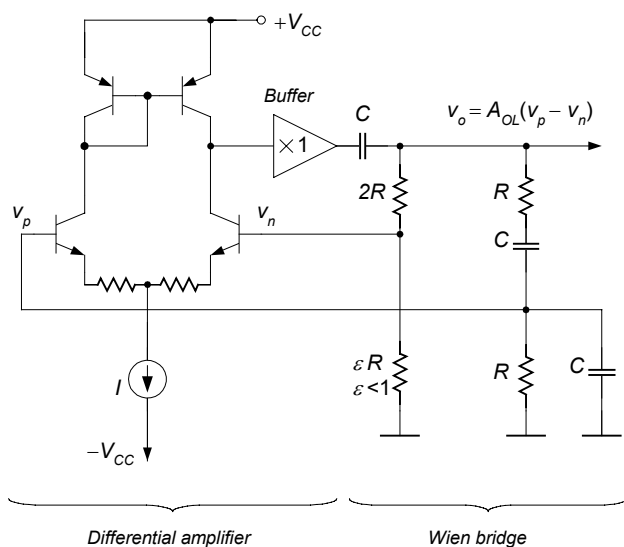 +V_CC
Buffer
×1
C
v_o = A_OL(v_p − v_n)
2R
R
C
v_p
v_n
εR
ε<1
R
C
I
−V_CC
Differential amplifier
Wien bridge